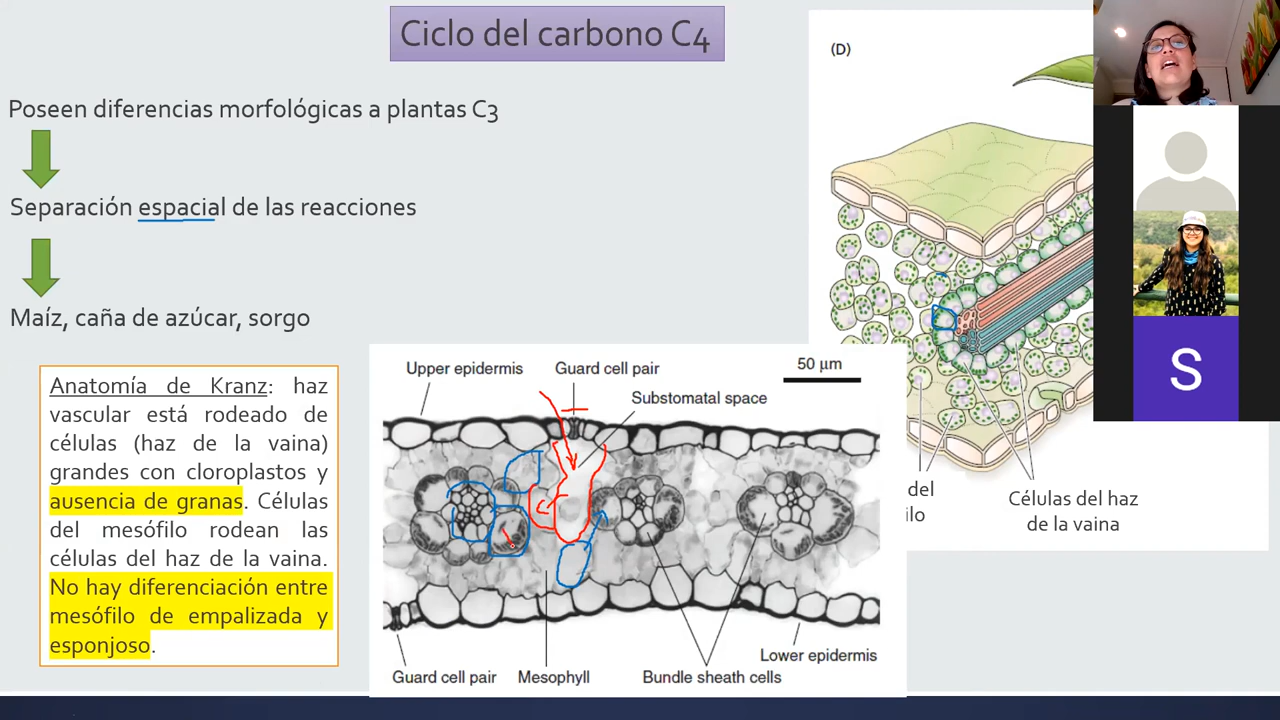 Ciclo del carbono C4
(D)
Poseen diferencias morfológicas a plantas C3
Separación espacial de las reacciones
Maíz, caña de azúcar, sorgo
Anatomía de Kranz: haz
vascular está rodeado de
células (haz de la vaina)
grandes con cloroplastos y
ausencia de granas. Células
del mesófilo rodean las
células del haz de la vaina.
No hay diferenciación entre
mesófilo de empalizada y
esponjoso.
Upper epidermis
Guard cell pair
50 µm
Substomatal space
Guard cell pair
Mesophyll
Bundle sheath cells
Lower epidermis
del
Células del haz
de la vaina
S